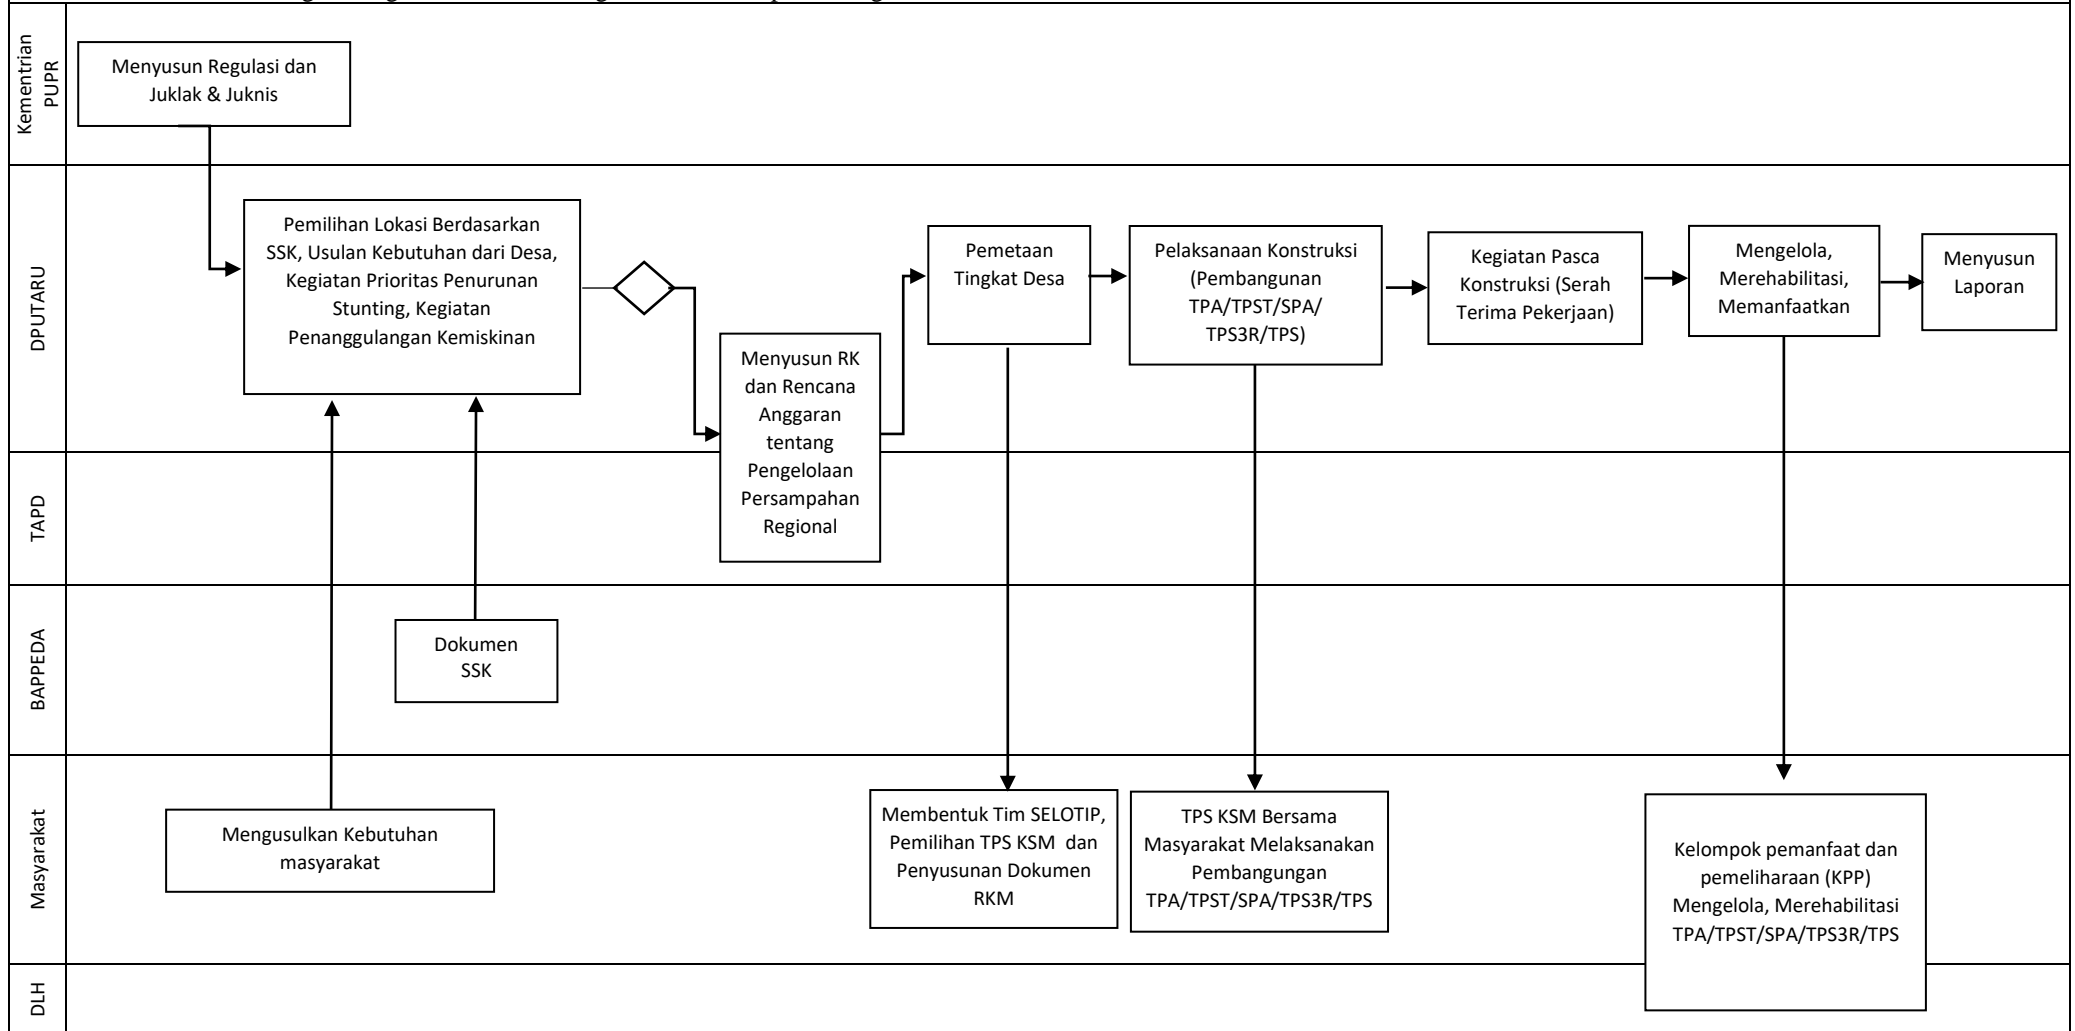 Kementrian
PUPR
Menyusun Regulasi dan
Juklak & Juknis
DPUTARU
Pemilihan Lokasi Berdasarkan
SSK, Usulan Kebutuhan dari Desa,
Kegiatan Prioritas Penurunan
Stunting, Kegiatan
Penanggulangan Kemiskinan
Menyusun RK
dan Rencana
Anggaran
tentang
Pengelolaan
Persampahan
Regional
Pemetaan
Tingkat Desa
Pelaksanaan Konstruksi
(Pembangunan
TPA/TPST/SPA/
TPS3R/TPS)
Kegiatan Pasca
Konstruksi (Serah
Terima Pekerjaan)
Mengelola,
Merehabilitasi,
Memanfaatkan
Menyusun
Laporan
TAPD
BAPPEDA
Dokumen
SSK
Masyarakat
Mengusulkan Kebutuhan
masyarakat
Membentuk Tim SELOTIP,
Pemilihan TPS KSM dan
Penyusunan Dokumen
RKM
TPS KSM Bersama
Masyarakat Melaksanakan
Pembangungan
TPA/TPST/SPA/TPS3R/TPS
Kelompok pemanfaat dan
pemeliharaan (KPP)
Mengelola, Merehabilitasi
TPA/TPST/SPA/TPS3R/TPS
DLH